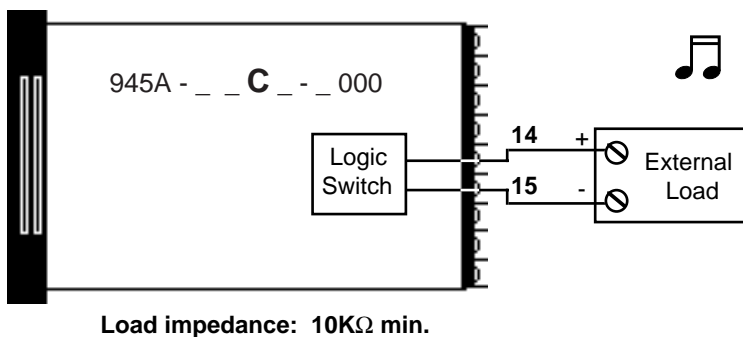 945A - _ _ C _ - _ 000
Logic
Switch
14
+
15
-
External
Load
Load impedance: 10KΩ min.